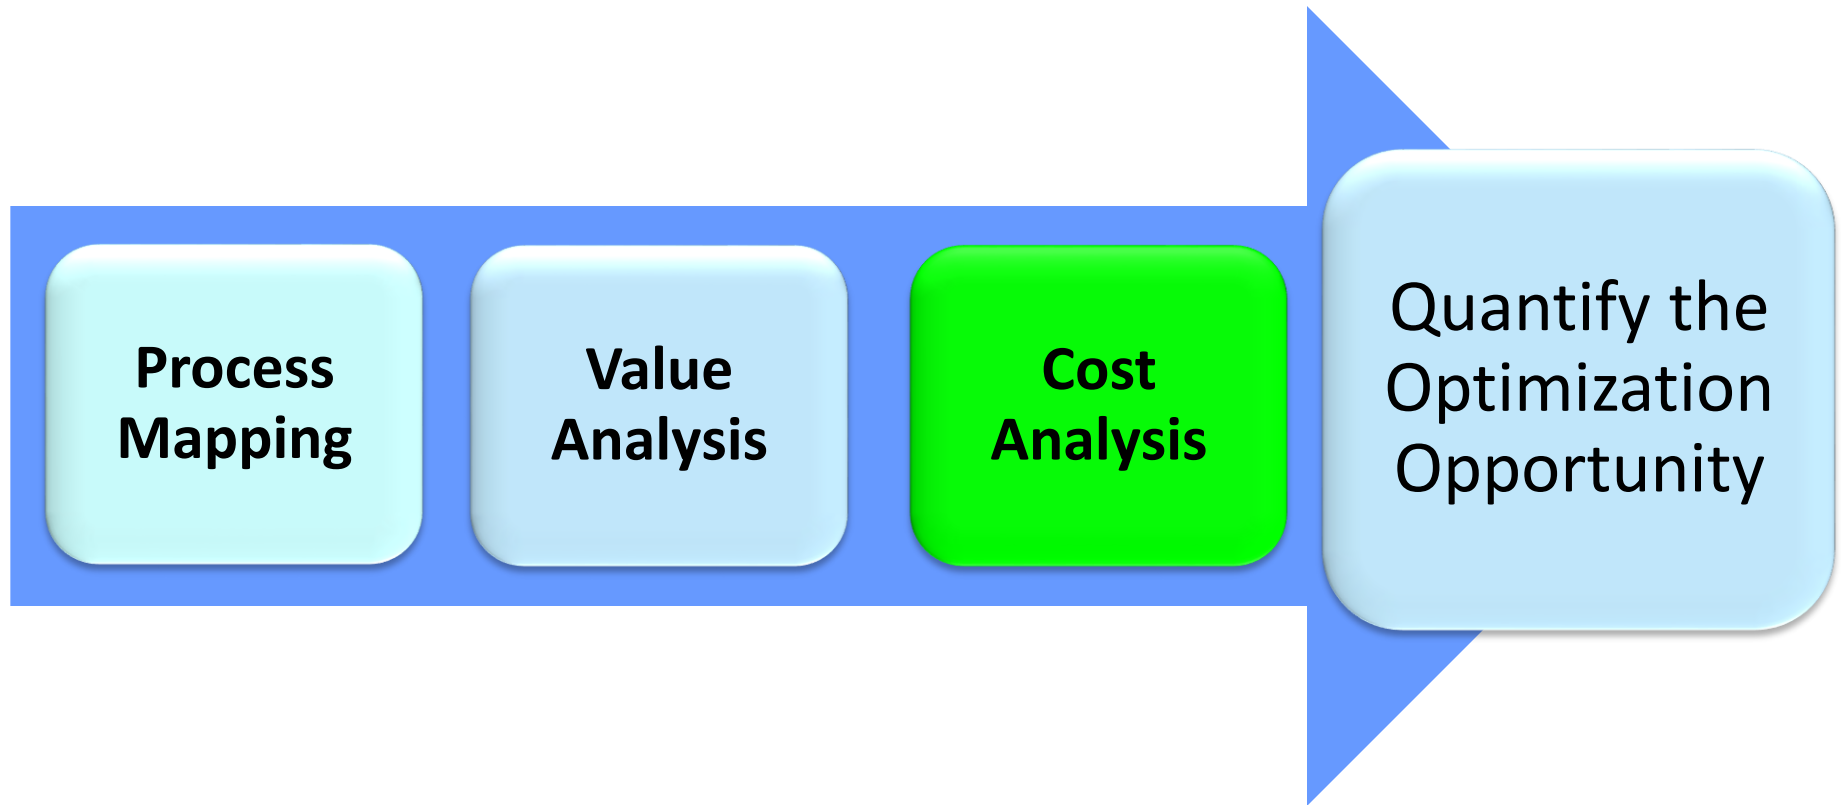 Process
Mapping
Value
Analysis
Cost
Analysis
Quantify the
Optimization
Opportunity